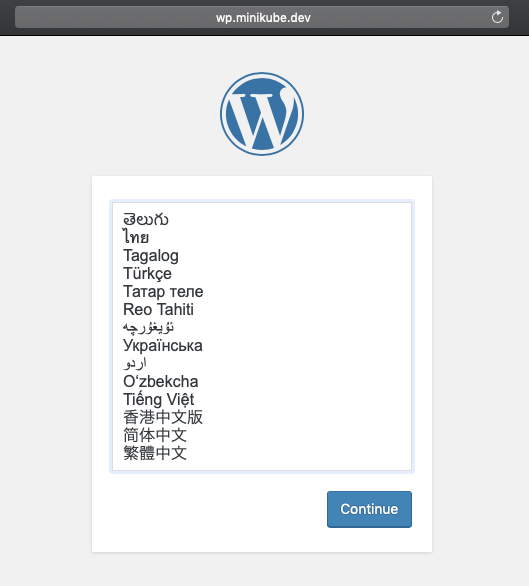 wp.minikube.dev
తెలుగు
ไทย
Tagalog
Türkçe
Татар теле
Reo Tahiti
ئۇيغۇرچە
Українська
اردو
O‘zbekcha
Tiếng Việt
香港中文版
简体中文
繁體中文
Continue